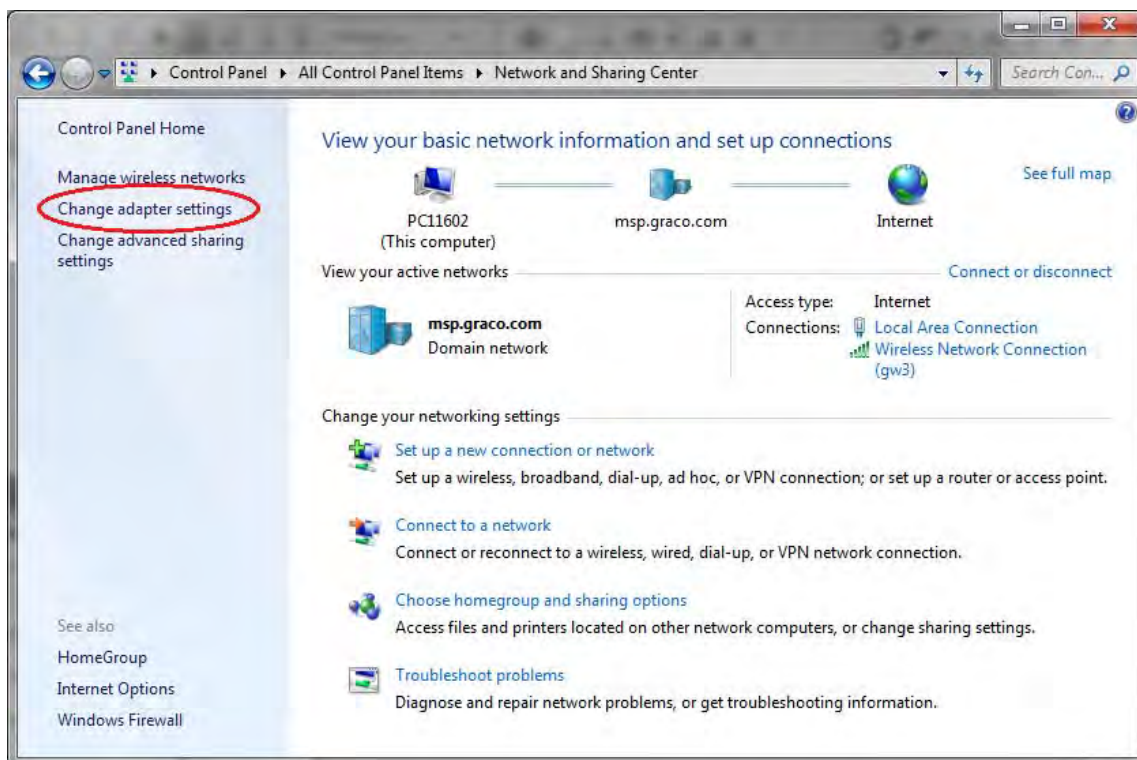 Control Panel ▸ All Control Panel Items ▸ Network and Sharing Center
Search Con...
Control Panel Home
Manage wireless networks
Change adapter settings
Change advanced sharing
settings
See also
HomeGroup
Internet Options
Windows Firewall
View your basic network information and set up connections
See full map
PC11602
(This computer)
msp.graco.com
Internet
View your active networks
Connect or disconnect
msp.graco.com
Domain network
Access type: Internet
Connections: Local Area Connection
Wireless Network Connection
(gw3)
Change your networking settings
Set up a new connection or network
Set up a wireless, broadband, dial-up, ad hoc, or VPN connection; or set up a router or access point.
Connect to a network
Connect or reconnect to a wireless, wired, dial-up, or VPN network connection.
Choose homegroup and sharing options
Access files and printers located on other network computers, or change sharing settings.
Troubleshoot problems
Diagnose and repair network problems, or get troubleshooting information.